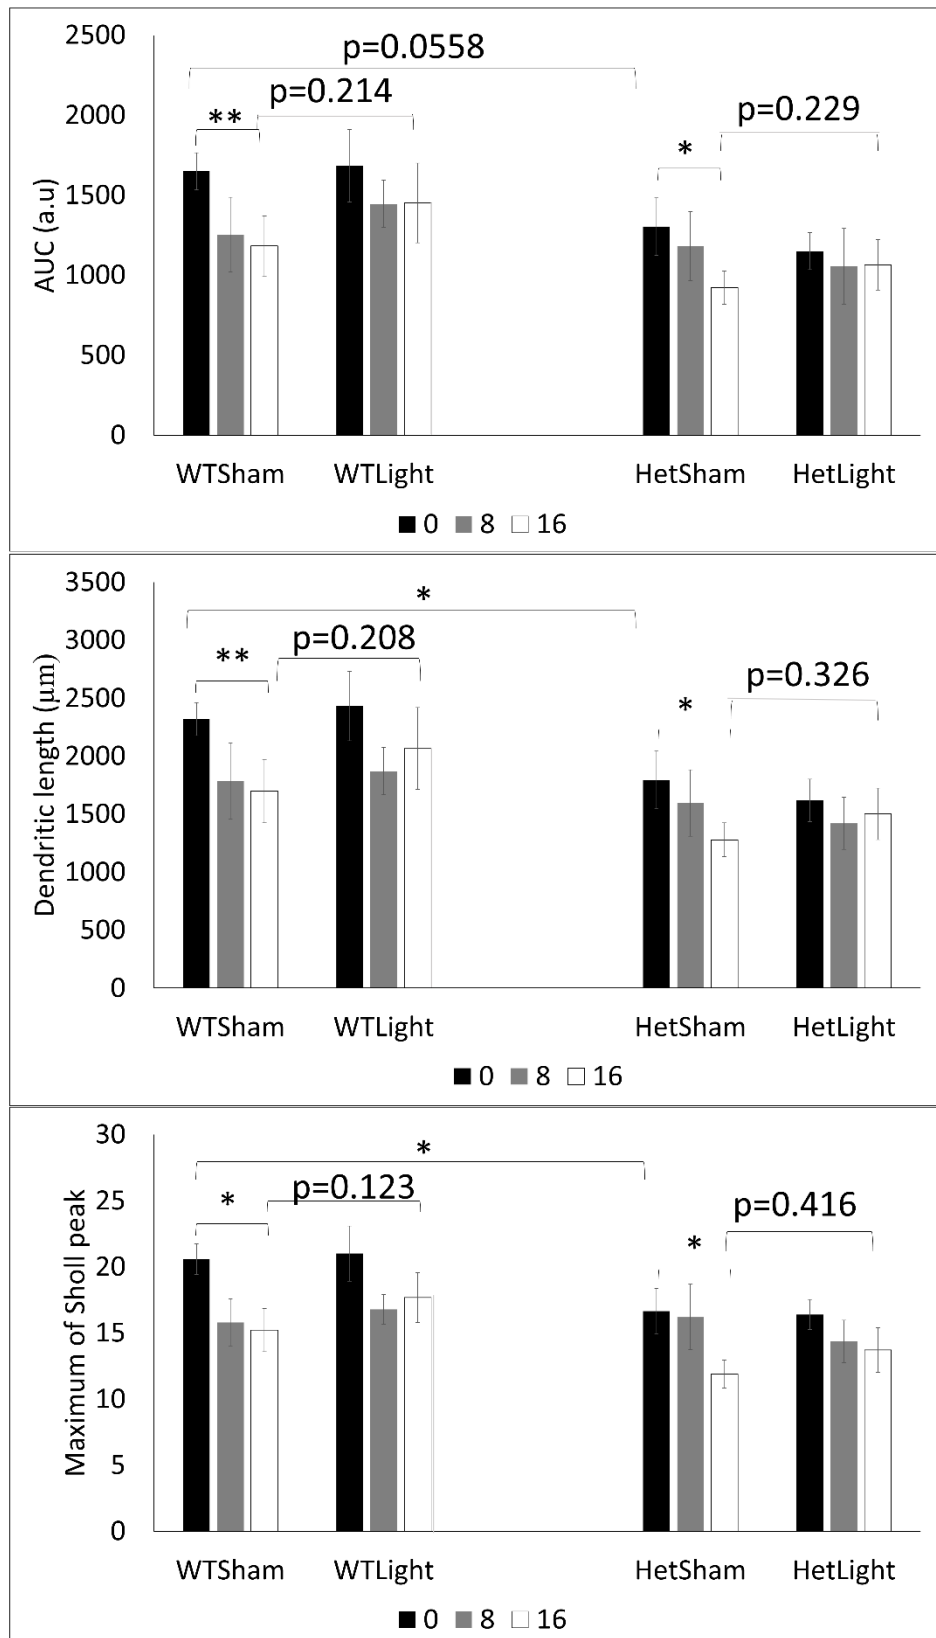 AUC (a.u)
2500
2000
1500
1000
500
0
p=0.0558
p=0.214
**
p=0.229
*
WTSham WTLight HetSham HetLight
0 8 16
Dendritic length (µm)
3500
3000
2500
2000
1500
1000
500
0
*
p=0.208
**
p=0.326
*
WTSham WTLight HetSham HetLight
0 8 16
Maximum of Sholl peak
30
25
20
15
10
5
0
*
p=0.123
*
p=0.416
*
WTSham WTLight HetSham HetLight
0 8 16